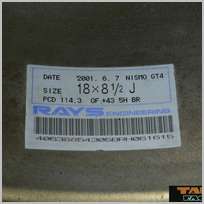 DATE 2001. 6. 7 NISMO GT4
SIZE 18×8½ J
PCD 114.3 OF.+43 5H BR
RAYS ENGINEERING